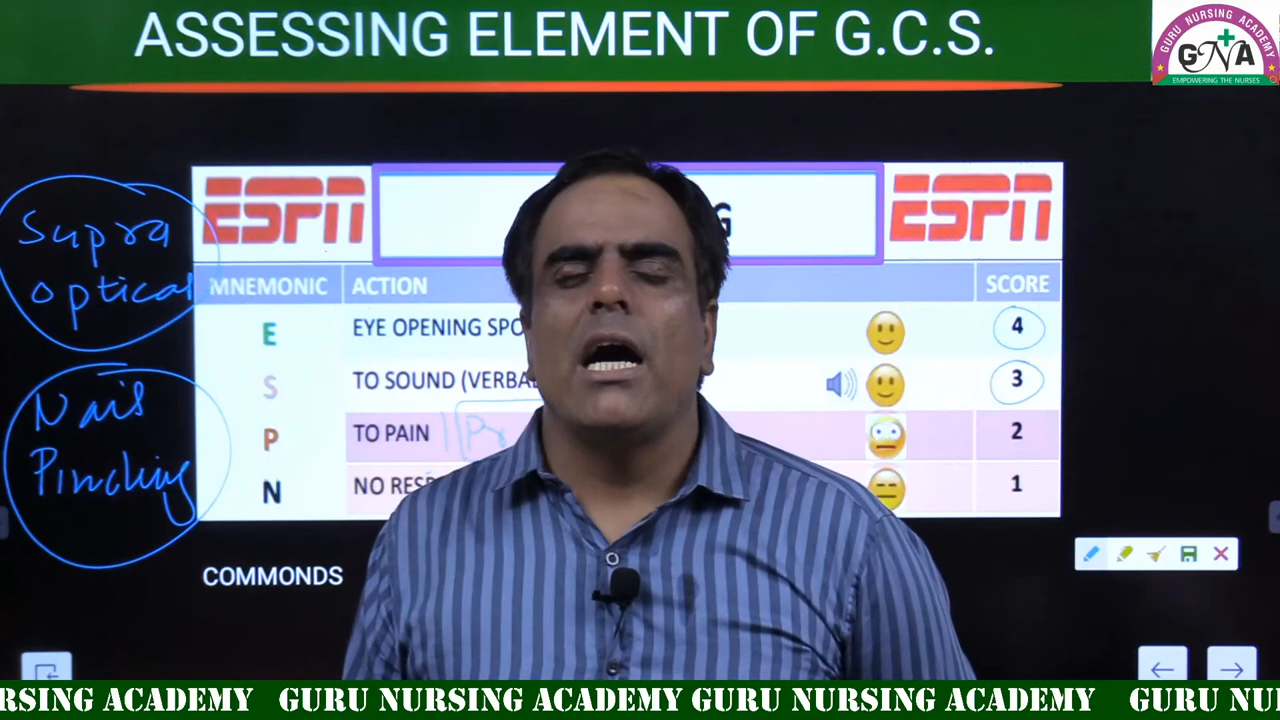 ASSESSING ELEMENT OF G.C.S.
GURU NURSING ACADEMY
GNA
EMPOWERING THE NURSES
ESPN
G
ESPN
MNEMONIC ACTION SCORE
E EYE OPENING SPO 4
S TO SOUND (VERBA 3
P TO PAIN 2
N NO RES 1
Supra
optical
Nail
Pinching
COMMONDS
RSING ACADEMY GURU NURSING ACADEMY GURU NURSING ACADEMY GURU NU